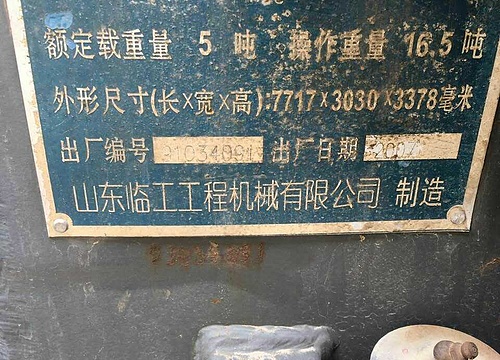 额定载重量 5 吨 操作重量 16.5吨
外形尺寸(长×宽×高):7717×3030×3378毫米
出厂编号 出厂日期 2007
山东临工工程机械有限公司 制造